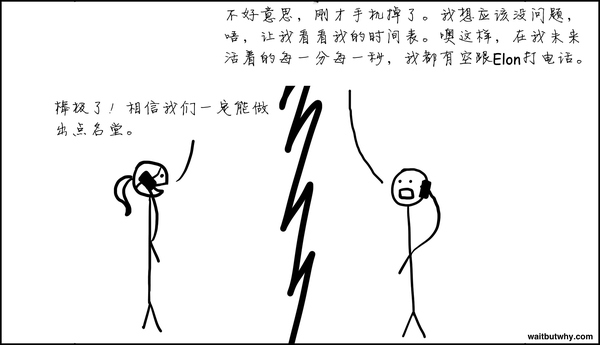 不好意思，刚才手机掉了。我想应该没问题，
唔，让我看看我的时间表。噢这样，在我未来
活着的每一分每一秒，我都有空跟Elon打电话。
棒极了！相信我们一定能做
出点名堂。
waitbutwhy.com